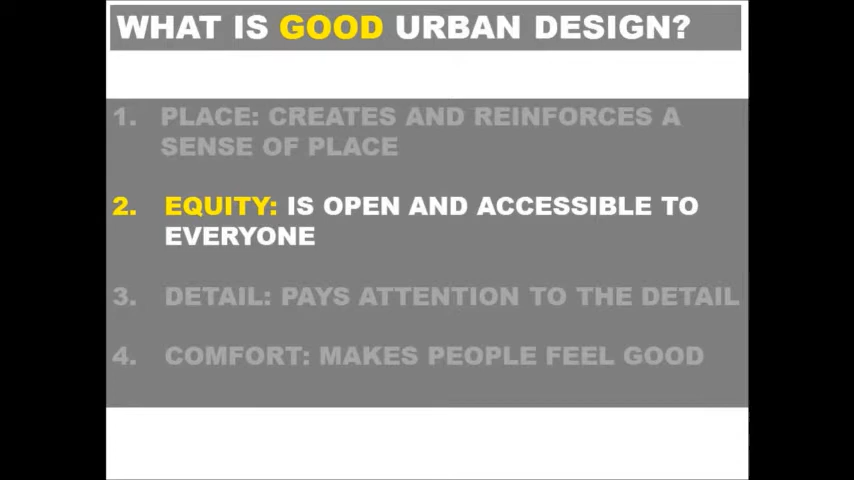 WHAT IS GOOD URBAN DESIGN?
1. PLACE: CREATES AND REINFORCES A
SENSE OF PLACE
2. EQUITY: IS OPEN AND ACCESSIBLE TO
EVERYONE
3. DETAIL: PAYS ATTENTION TO THE DETAIL
4. COMFORT: MAKES PEOPLE FEEL GOOD